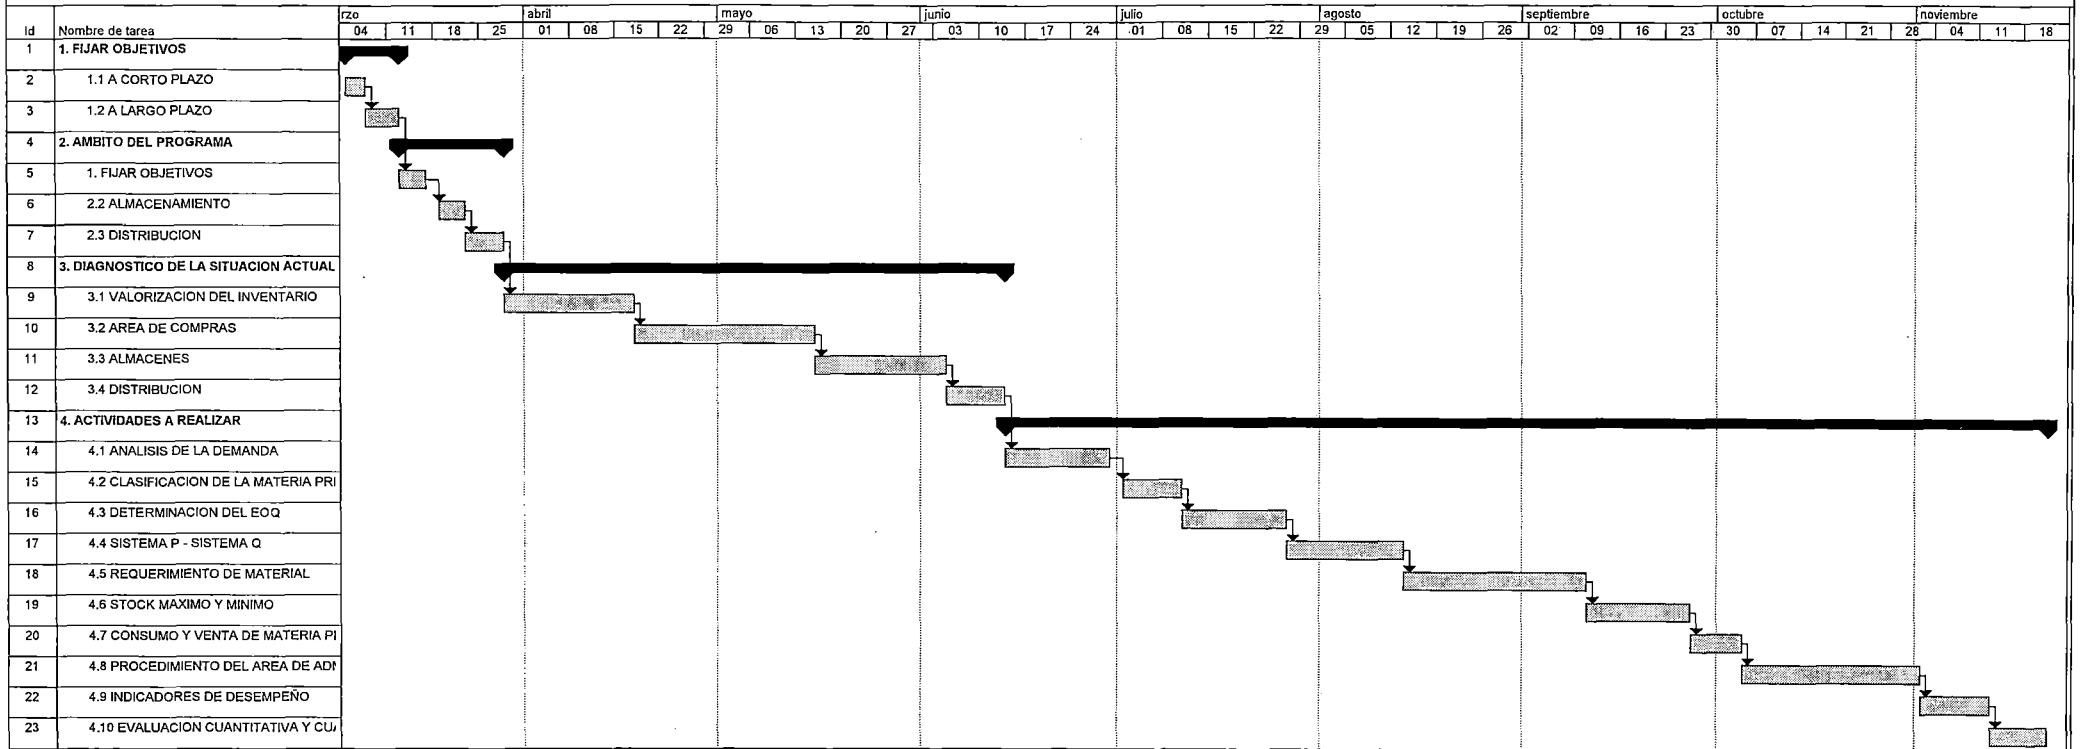 rzo abril mayo junio julio agosto septiembre octubre noviembre
Id Nombre de tarea 04 11 18 25 01 08 15 22 29 06 13 20 27 03 10 17 24 01 08 15 22 29 05 12 19 26 02 09 16 23 30 07 14 21 28 04 11 18
1 1. FIJAR OBJETIVOS
2 1.1 A CORTO PLAZO
3 1.2 A LARGO PLAZO
4 2. AMBITO DEL PROGRAMA
5 1. FIJAR OBJETIVOS
6 2.2 ALMACENAMIENTO
7 2.3 DISTRIBUCION
8 3. DIAGNOSTICO DE LA SITUACION ACTUAL
9 3.1 VALORIZACION DEL INVENTARIO
10 3.2 AREA DE COMPRAS
11 3.3 ALMACENES
12 3.4 DISTRIBUCION
13 4. ACTIVIDADES A REALIZAR
14 4.1 ANALISIS DE LA DEMANDA
15 4.2 CLASIFICACION DE LA MATERIA PRI
16 4.3 DETERMINACION DEL EOQ
17 4.4 SISTEMA P - SISTEMA Q
18 4.5 REQUERIMIENTO DE MATERIAL
19 4.6 STOCK MAXIMO Y MINIMO
20 4.7 CONSUMO Y VENTA DE MATERIA PI
21 4.8 PROCEDIMIENTO DEL AREA DE ADM
22 4.9 INDICADORES DE DESEMPEÑO
23 4.10 EVALUACION CUANTITATIVA Y CUA